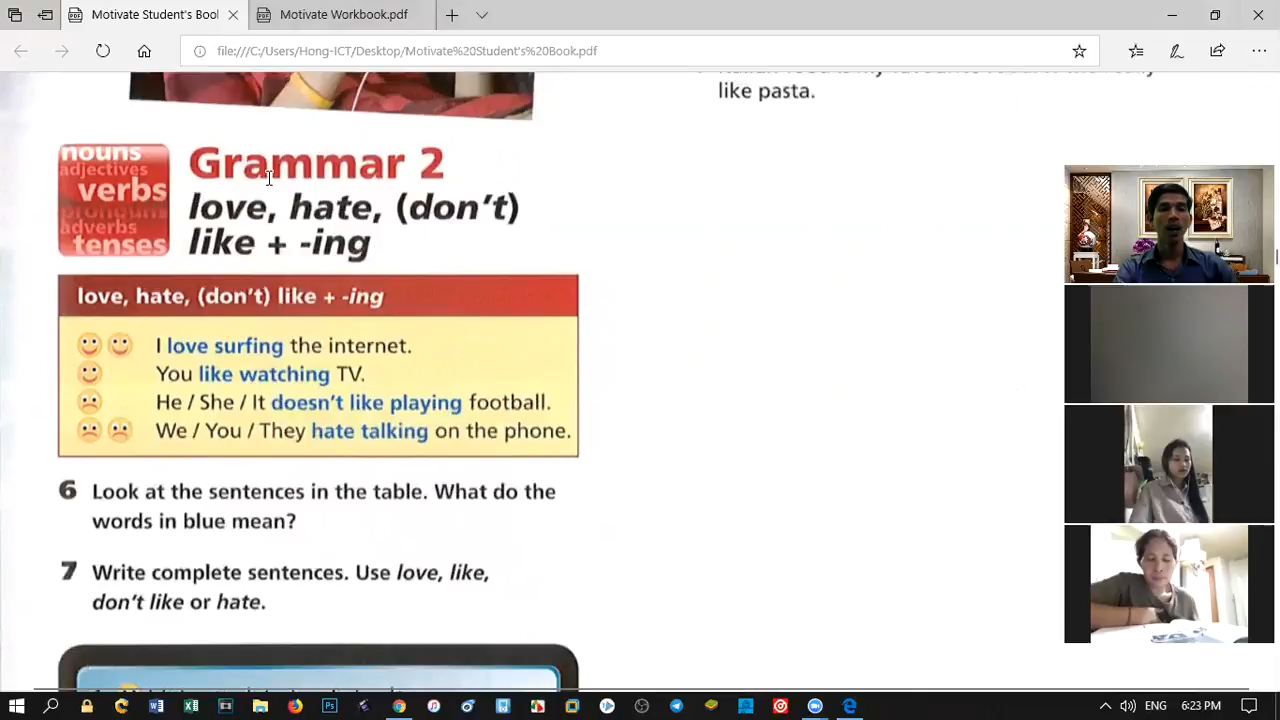 Motivate Student's Boo
Motivate Workbook.pdf
file:///C:/Users/Hong-ICT/Desktop/Motivate%20Student's%20Book.pdf
like pasta.
nouns
adjectives
verbs
pronouns
adverbs
tenses
Grammar 2
love, hate, (don't)
like + -ing
love, hate, (don't) like + -ing
I love surfing the internet.
You like watching TV.
He / She / It doesn't like playing football.
We / You / They hate talking on the phone.
6 Look at the sentences in the table. What do the
words in blue mean?
7 Write complete sentences. Use love, like,
don't like or hate.
ENG 6:23 PM